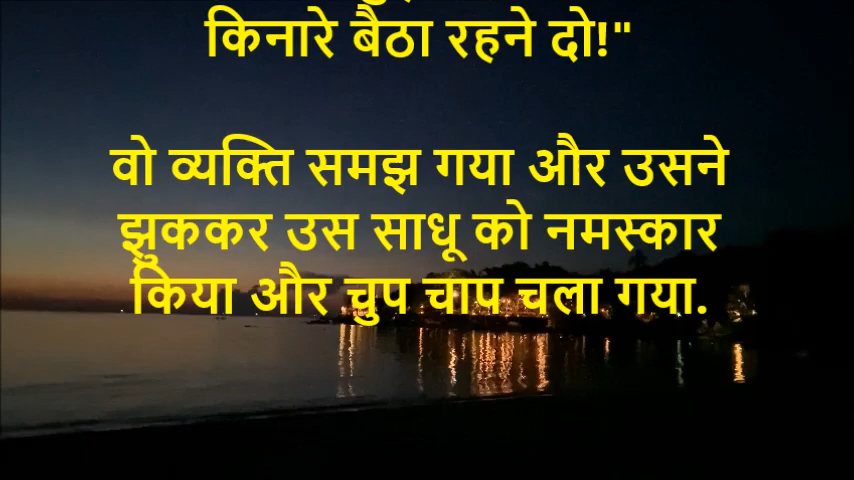 किनारे बैठा रहने दो!"
वो व्यक्ति समझ गया और उसने
झुककर उस साधू को नमस्कार
किया और चुप चाप चला गया.